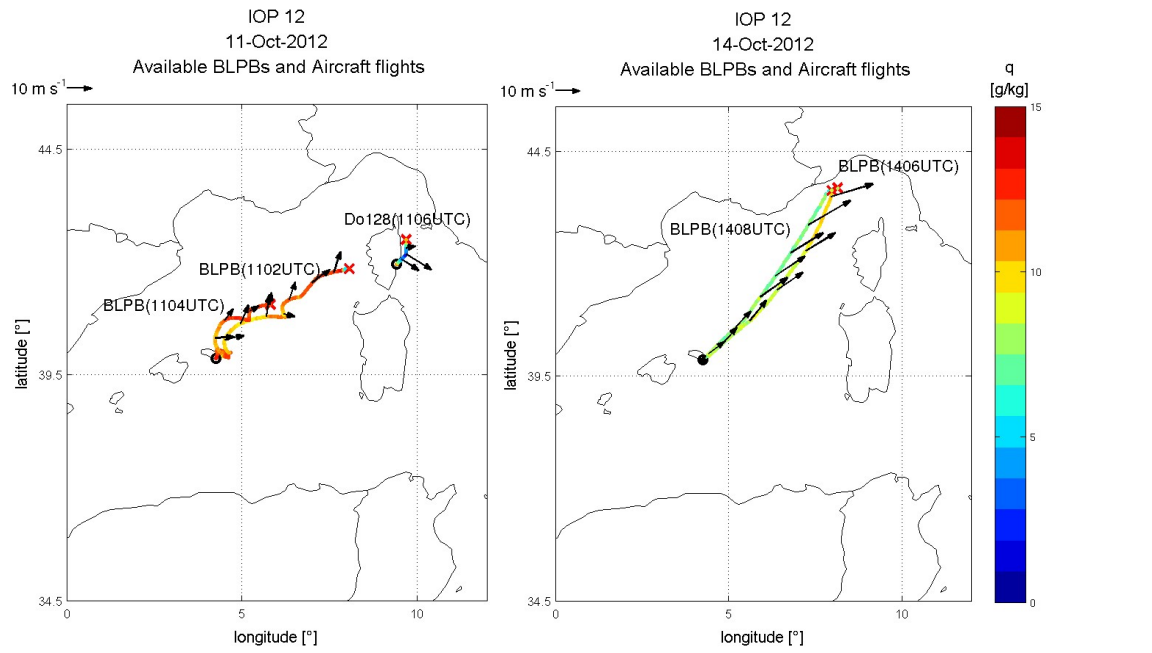 IOP 12
11-Oct-2012
Available BLPBs and Aircraft flights
10 m s-1
44.5
39.5
34.5
0
5
10
latitude [°]
longitude [°]
Do128(1106UTC)
BLPB(1102UTC)
BLPB(1104UTC)
IOP 12
14-Oct-2012
Available BLPBs and Aircraft flights
10 m s-1
44.5
39.5
34.5
0
5
10
latitude [°]
longitude [°]
BLPB(1406UTC)
BLPB(1408UTC)
q
[g/kg]
15
10
5
0